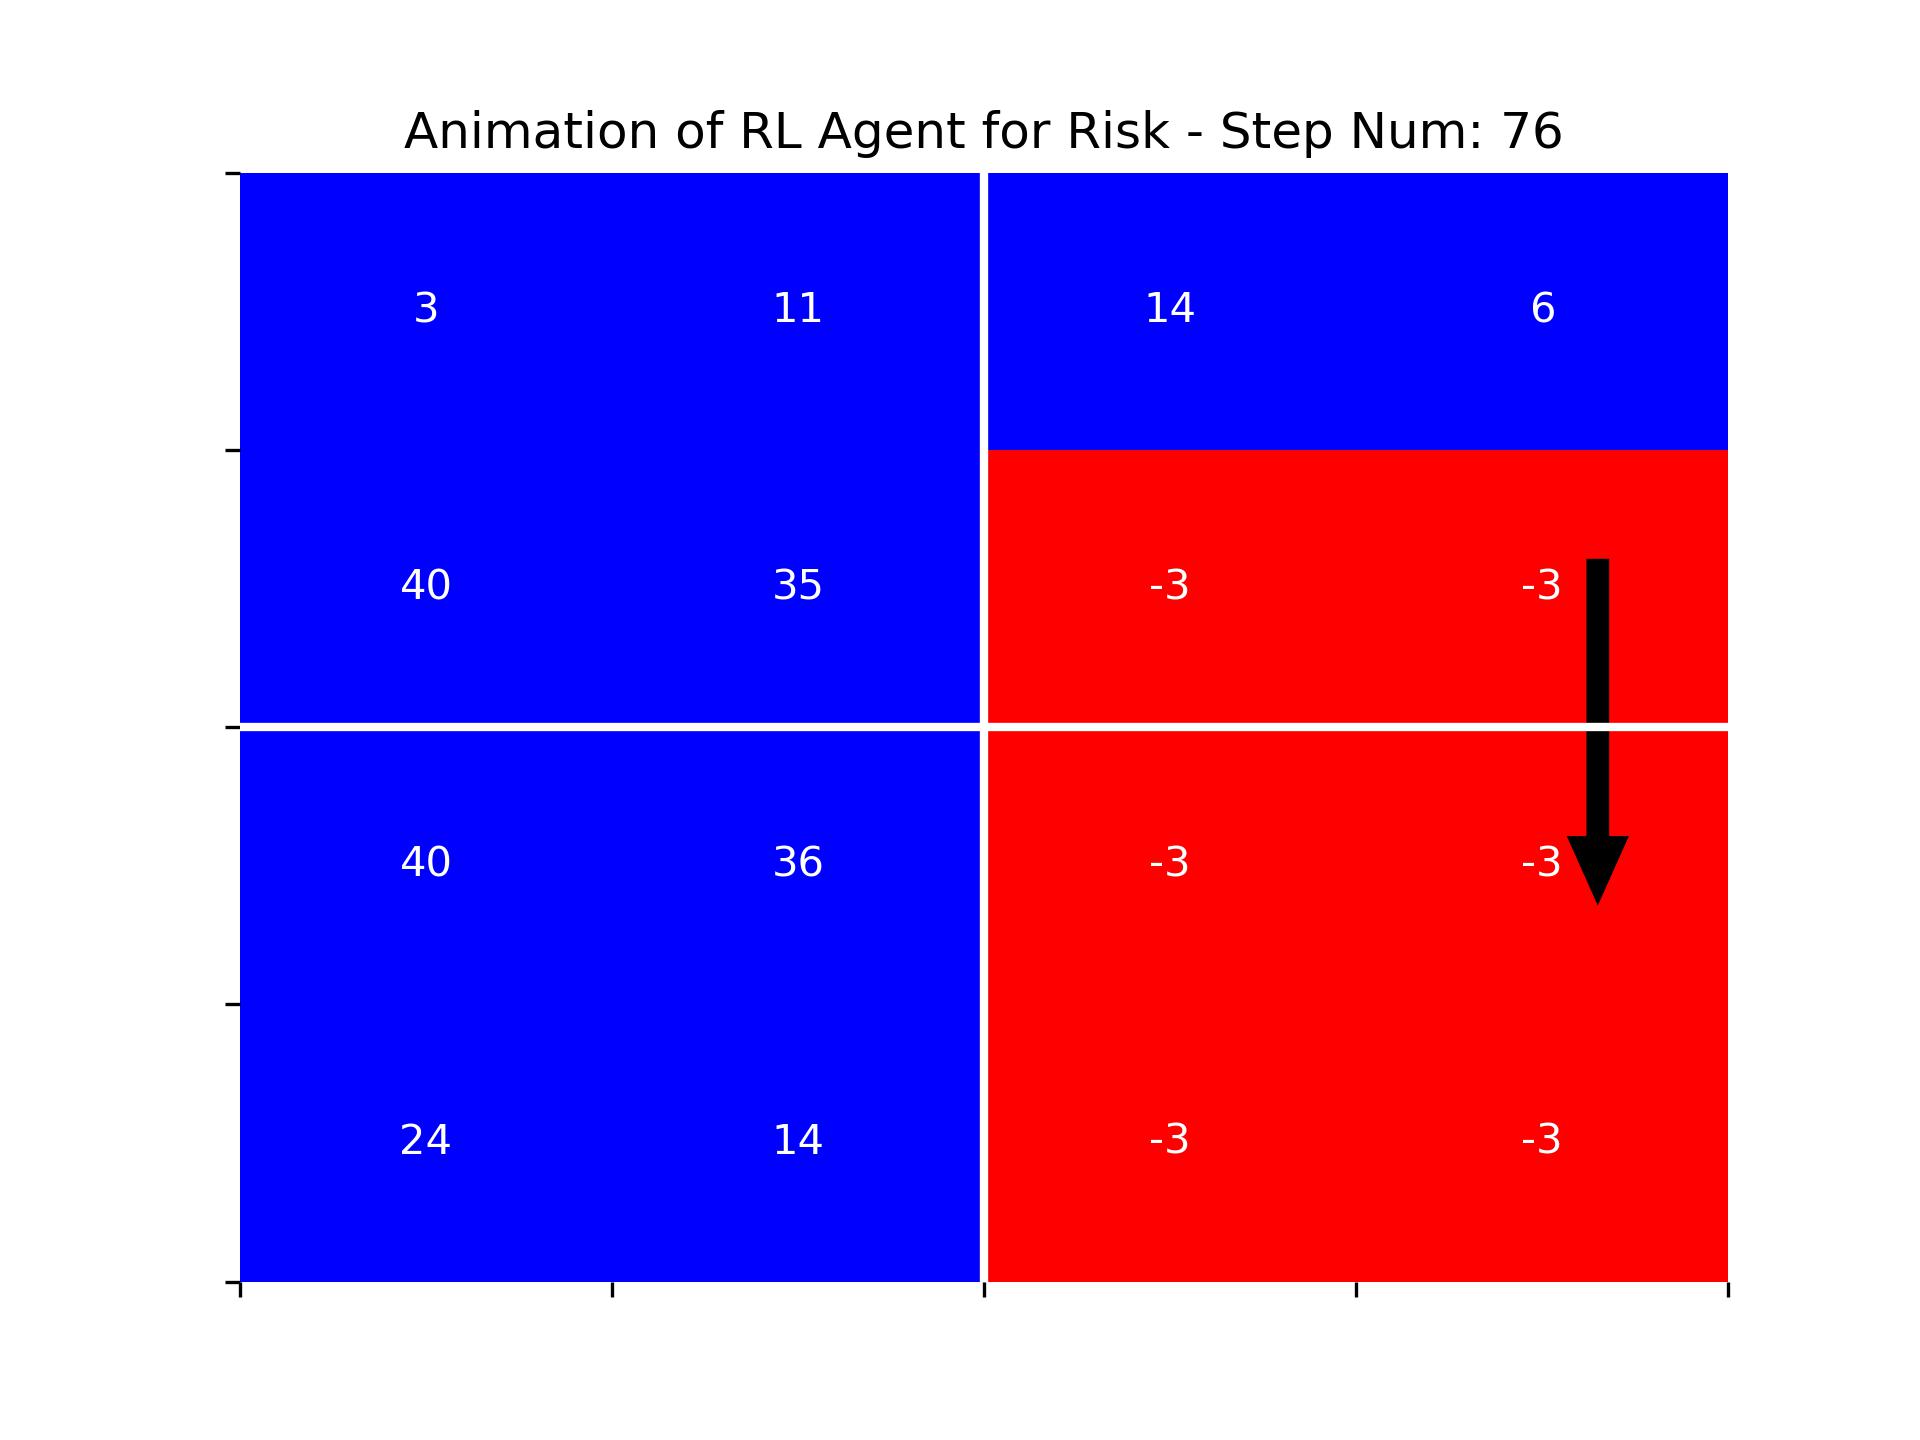 Animation of RL Agent for Risk - Step Num: 76
3 11 14 6
40 35 -3 -3
40 36 -3 -3
24 14 -3 -3